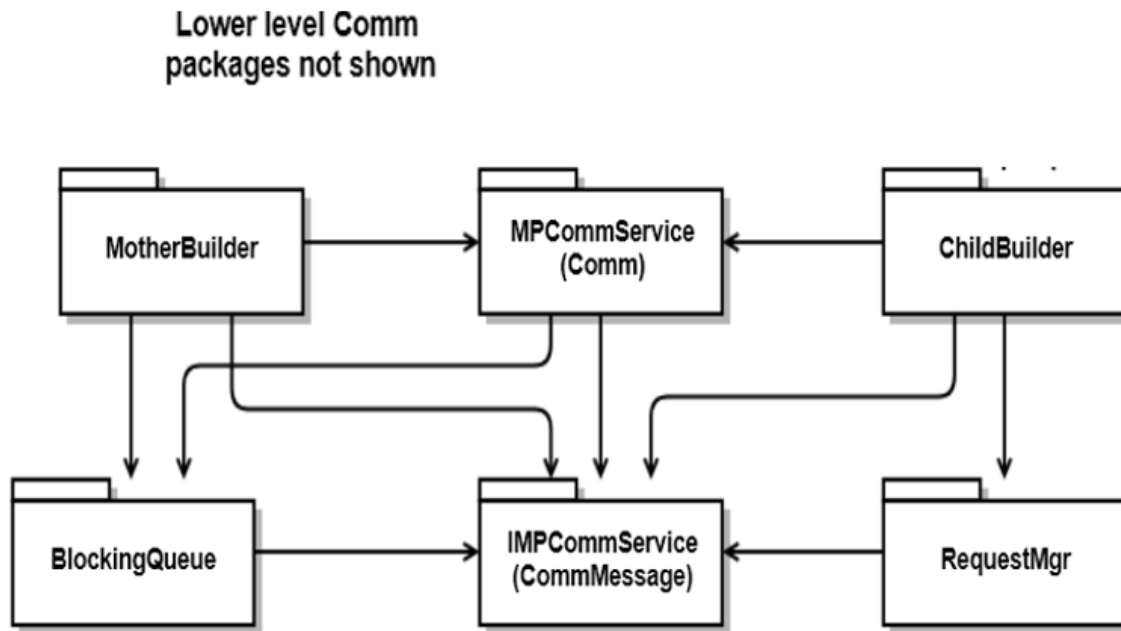 Lower level Comm
packages not shown
MotherBuilder
MPCommService
(Comm)
ChildBuilder
BlockingQueue
IMPCommService
(CommMessage)
RequestMgr